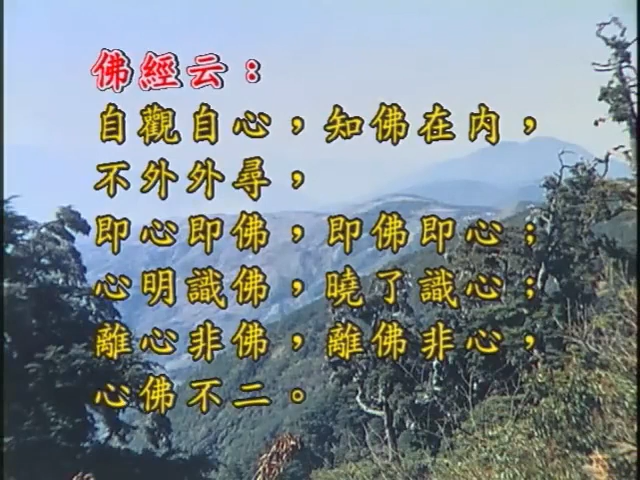 佛經云：
自觀自心，知佛在內，
不外外尋，
即心即佛，即佛即心；
心明識佛，曉了識心；
離心非佛，離佛非心，
心佛不二。